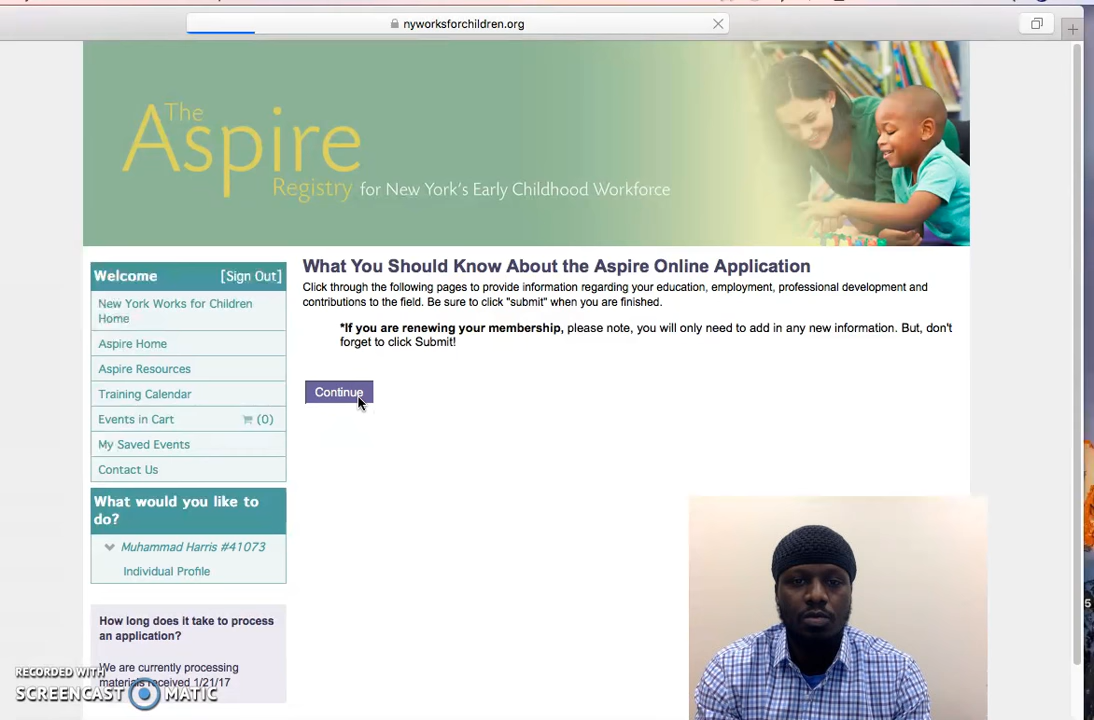 nyworksforchildren.org
The
Aspire
Registry for New York's Early Childhood Workforce
Welcome [Sign Out]
New York Works for Children
Home
Aspire Home
Aspire Resources
Training Calendar
Events in Cart (0)
My Saved Events
Contact Us
What would you like to
do?
Muhammad Harris #41073
Individual Profile
How long does it take to process
an application?
We are currently processing
materials received 1/21/17
What You Should Know About the Aspire Online Application
Click through the following pages to provide information regarding your education, employment, professional development and
contributions to the field. Be sure to click "submit" when you are finished.
*If you are renewing your membership, please note, you will only need to add in any new information. But, don't
forget to click Submit!
Continue
RECORDED WITH
SCREENCAST MATIC
5